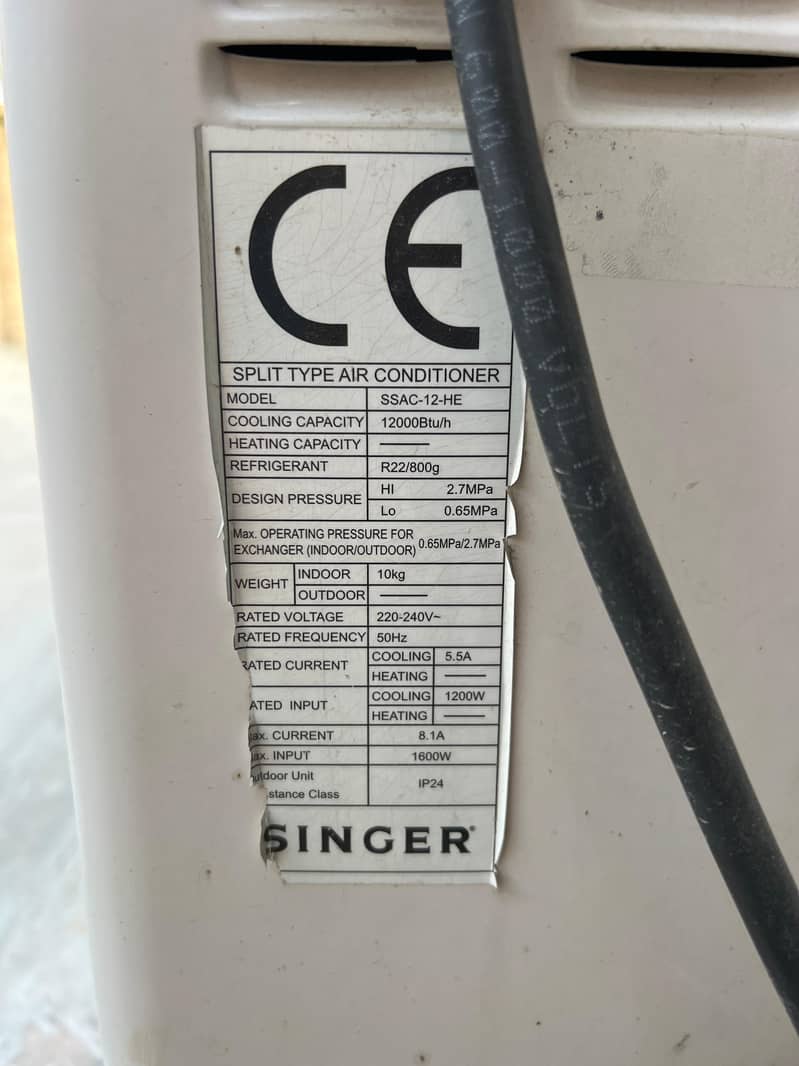 CE
SPLIT TYPE AIR CONDITIONER
MODEL SSAC-12-HE
COOLING CAPACITY 12000Btu/h
HEATING CAPACITY ——
REFRIGERANT R22/800g
DESIGN PRESSURE HI 2.7MPa
Lo 0.65MPa
Max. OPERATING PRESSURE FOR
EXCHANGER (INDOOR/OUTDOOR) 0.65MPa/2.7MPa
WEIGHT INDOOR 10kg
OUTDOOR ——
RATED VOLTAGE 220-240V~
RATED FREQUENCY 50Hz
RATED CURRENT COOLING 5.5A
HEATING ——
ATED INPUT COOLING 1200W
HEATING ——
ax. CURRENT 8.1A
ax. INPUT 1600W
utdoor Unit
stance Class IP24
SINGER